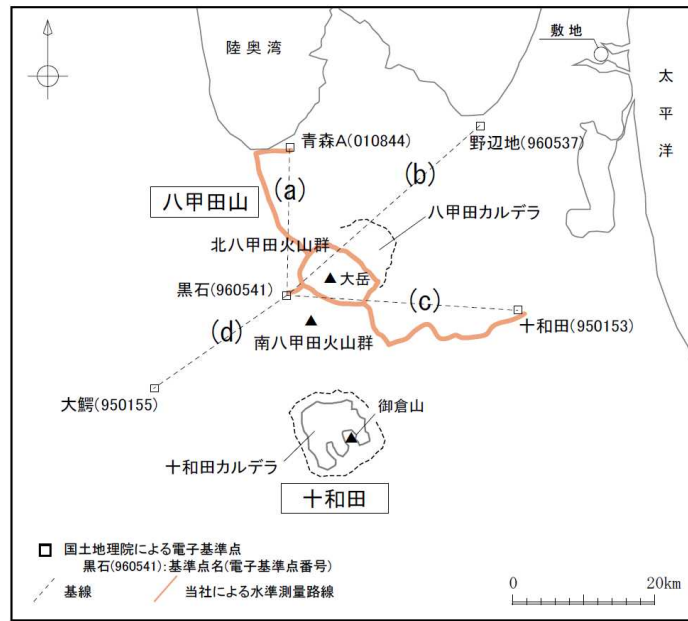 陸奥湾
敷地
太平洋
青森A(010844)
野辺地(960537)
(a)
(b)
八甲田山
八甲田カルデラ
北八甲田火山群
大岳
黒石(960541)
(c)
十和田(950153)
(d)
南八甲田火山群
大鰐(950155)
御倉山
十和田カルデラ
十和田
国土地理院による電子基準点
黒石(960541):基準点名(電子基準点番号)
基線
当社による水準測量路線
0 20km